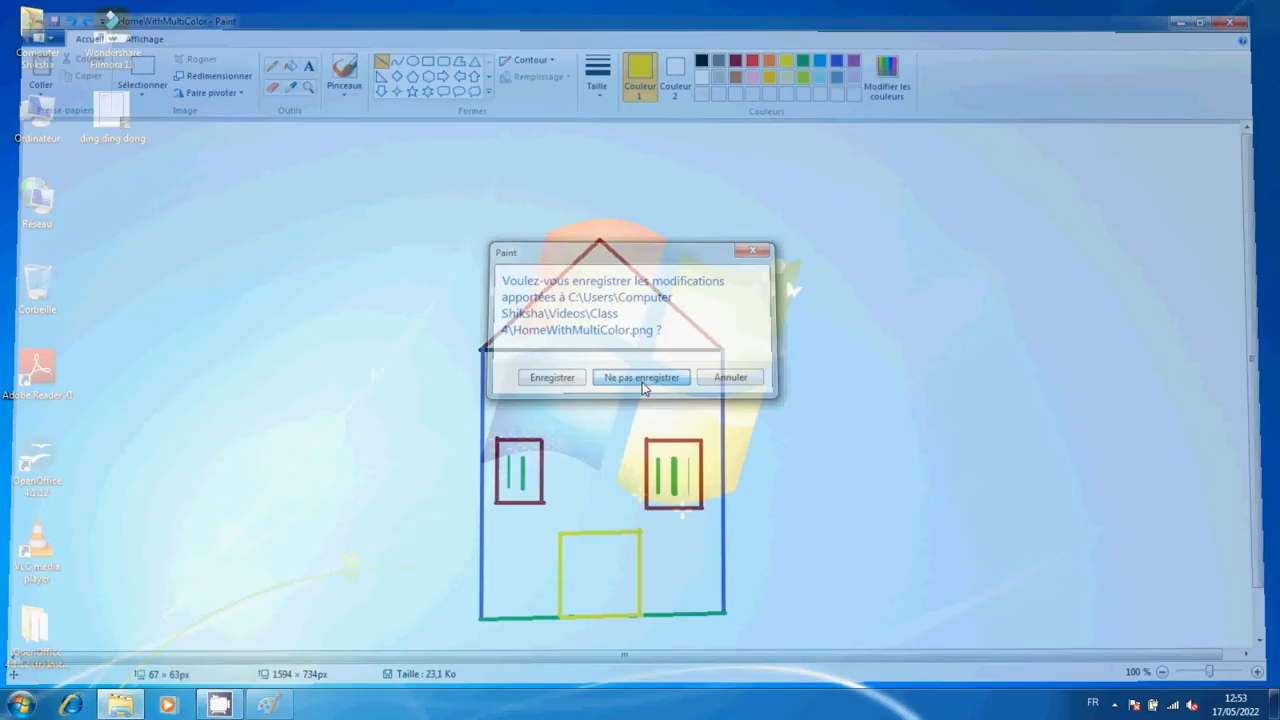 HomeWithMultiColor - Paint
Accueil
Affichage
Coller
Copier
Presse-papiers
Sélectionner
Rogner
Redimensionner
Faire pivoter
Image
Outils
Pinceaux
Formes
Contour
Remplissage
Taille
Couleur
1
Couleur
2
Modifier les
couleurs
Couleurs
Computer
Shiksha
Wondershare
Filmora 11
Ordinateur
ding ding dong
Réseau
Corbeille
Adobe Reader XI
OpenOffice
4.1.12
VLC media
player
OpenOffice
Paint
Voulez-vous enregistrer les modifications
apportées à C:\Users\Computer
Shiksha\Videos\Class
4\HomeWithMultiColor.png ?
Enregistrer
Ne pas enregistrer
Annuler
67 × 63px
1594 × 734px
Taille : 23,1 Ko
100 %
FR
12:53
17/05/2022